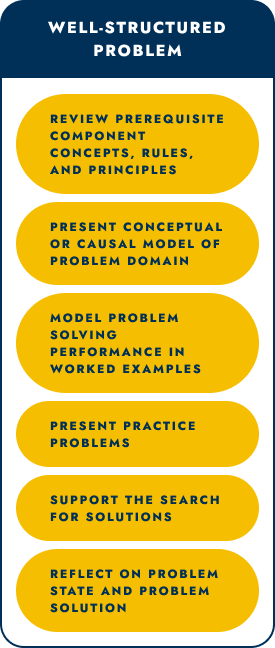 WELL-STRUCTURED
PROBLEM
REVIEW PREREQUISITE
COMPONENT
CONCEPTS, RULES,
AND PRINCIPLES
PRESENT CONCEPTUAL
OR CAUSAL MODEL OF
PROBLEM DOMAIN
MODEL PROBLEM
SOLVING
PERFORMANCE IN
WORKED EXAMPLES
PRESENT PRACTICE
PROBLEMS
SUPPORT THE SEARCH
FOR SOLUTIONS
REFLECT ON PROBLEM
STATE AND PROBLEM
SOLUTION